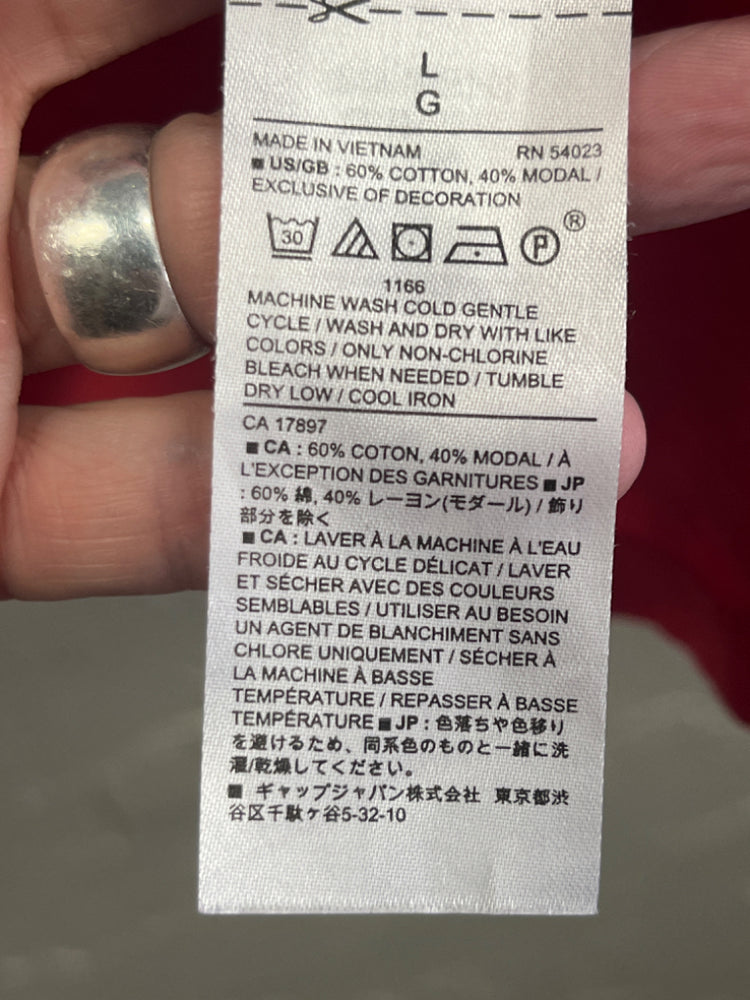 L
G
MADE IN VIETNAM RN 54023
■ US/GB : 60% COTTON, 40% MODAL /
EXCLUSIVE OF DECORATION
30 P ®
1166
MACHINE WASH COLD GENTLE
CYCLE / WASH AND DRY WITH LIKE
COLORS / ONLY NON-CHLORINE
BLEACH WHEN NEEDED / TUMBLE
DRY LOW / COOL IRON
CA 17897
■ CA : 60% COTON, 40% MODAL / À
L'EXCEPTION DES GARNITURES ■ JP
: 60% 綿, 40% レーヨン(モダール) / 飾り
部分を除く
■ CA : LAVER À LA MACHINE À L'EAU
FROIDE AU CYCLE DÉLICAT / LAVER
ET SÉCHER AVEC DES COULEURS
SEMBLABLES / UTILISER AU BESOIN
UN AGENT DE BLANCHIMENT SANS
CHLORE UNIQUEMENT / SÉCHER À
LA MACHINE À BASSE
TEMPÉRATURE / REPASSER À BASSE
TEMPÉRATURE ■ JP : 色落ちや色移り
を避けるため、同系色のものと一緒に洗
濯/乾燥してください。
■ ギャップジャパン株式会社 東京都渋
谷区千駄ヶ谷5-32-10